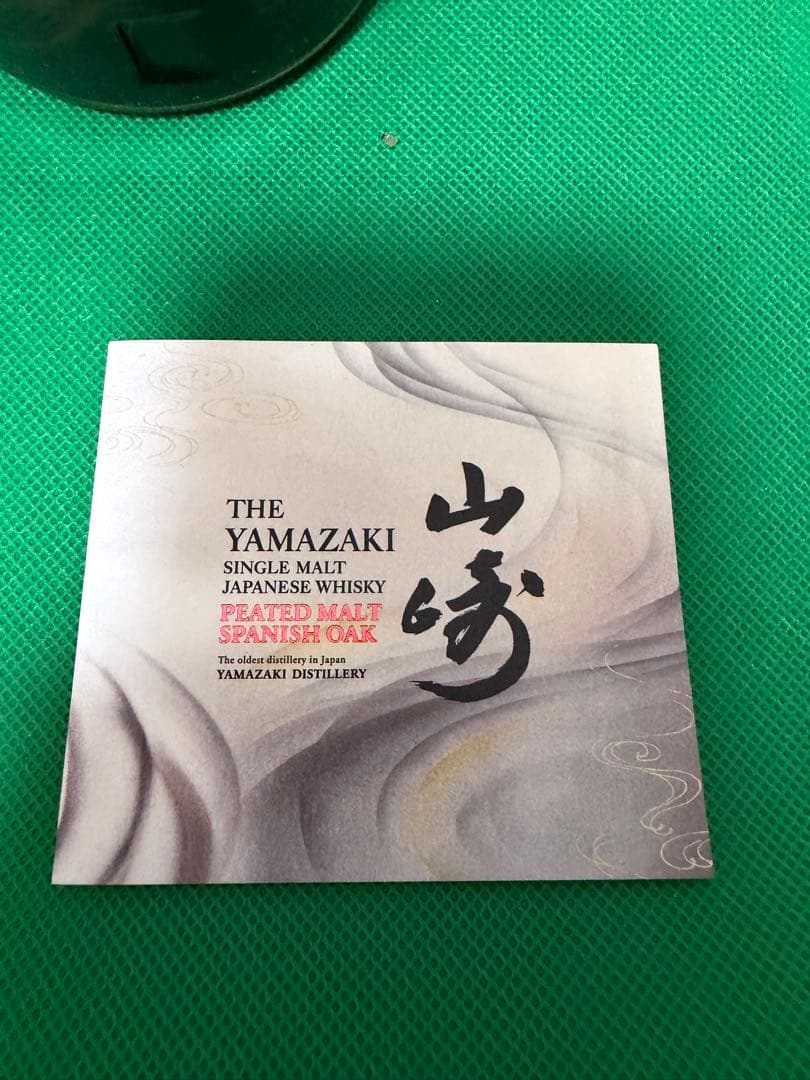 THE
YAMAZAKI
SINGLE MALT
JAPANESE WHISKY
PEATED MALT
SPANISH OAK
The oldest distillery in Japan
YAMAZAKI DISTILLERY
山崎